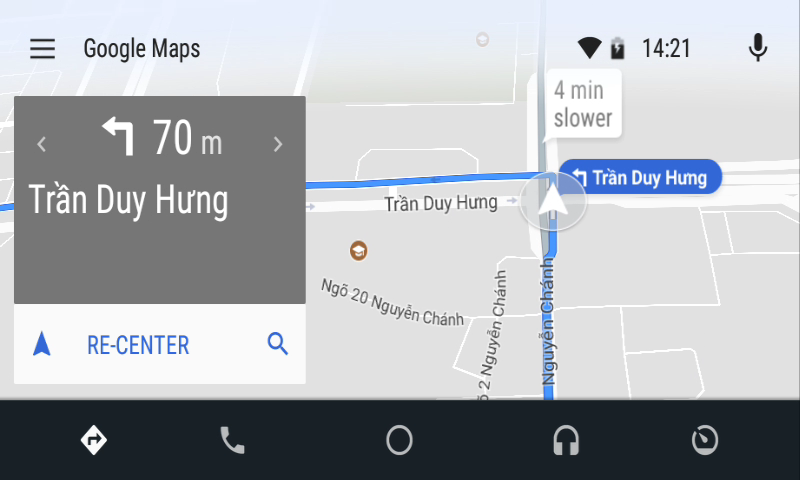 Google Maps
14:21
70 m
Trần Duy Hưng
RE-CENTER
4 min
slower
Trần Duy Hưng
Trần Duy Hưng
Ngõ 20 Nguyễn Chánh
2 Nguyễn Chánh
Nguyễn Chánh